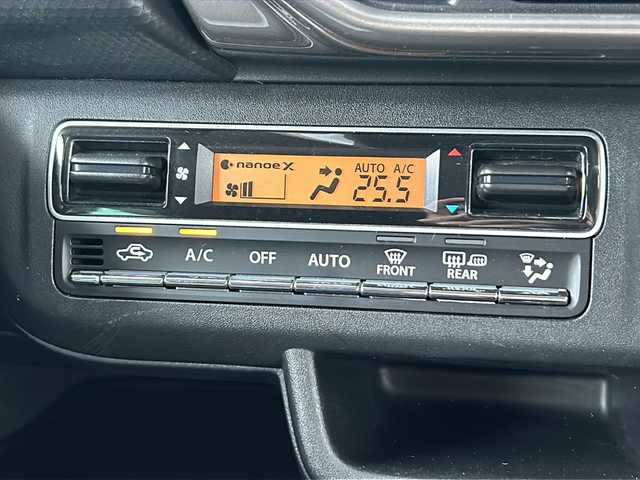 nanoeX
AUTO A/C
25.5
A/C OFF AUTO FRONT REAR